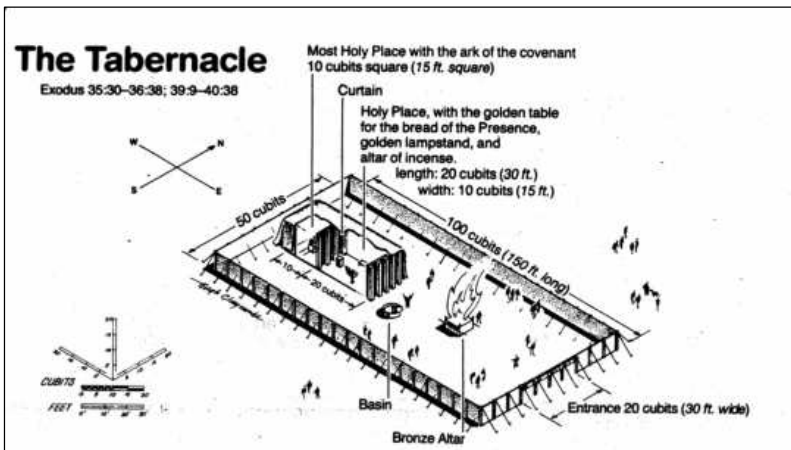 The Tabernacle
Exodus 35:30–36:38; 39:9–40:38
Most Holy Place with the ark of the covenant
10 cubits square (15 ft. square)
Curtain
Holy Place, with the golden table
for the bread of the Presence,
golden lampstand, and
altar of incense.
length: 20 cubits (30 ft.)
width: 10 cubits (15 ft.)
W
N
S
E
50 cubits
100 cubits (150 ft. long)
10
20 cubits
CUBITS
FEET
Basin
Bronze Altar
Entrance 20 cubits (30 ft. wide)